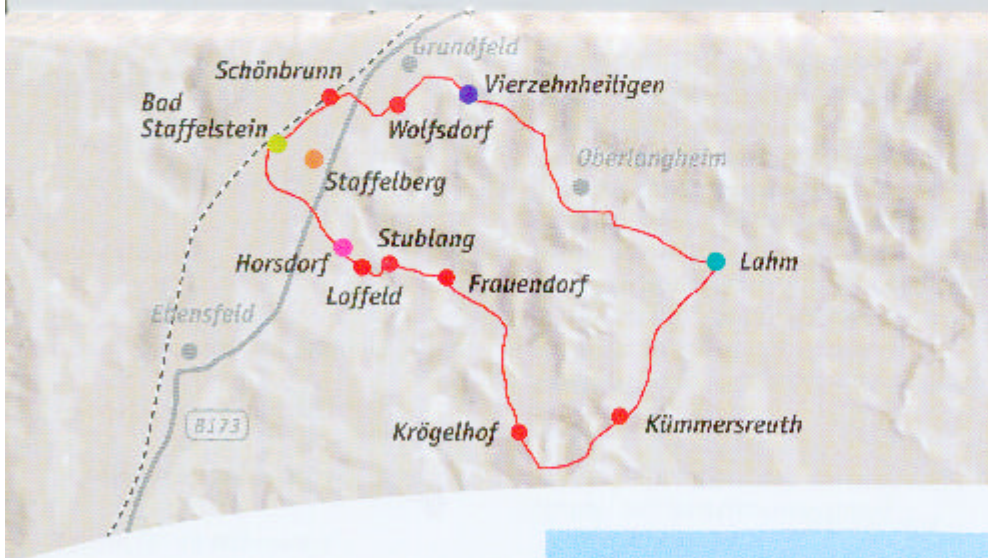 Grundfeld
Schönbrunn
Vierzehnheiligen
Bad
Staffelstein
Wolfsdorf
Oberlangheim
Staffelberg
Stublang
Horsdorf
Lahm
Frauendorf
Loffeld
Ebensfeld
B173
Krögelhof
Kümmersreuth